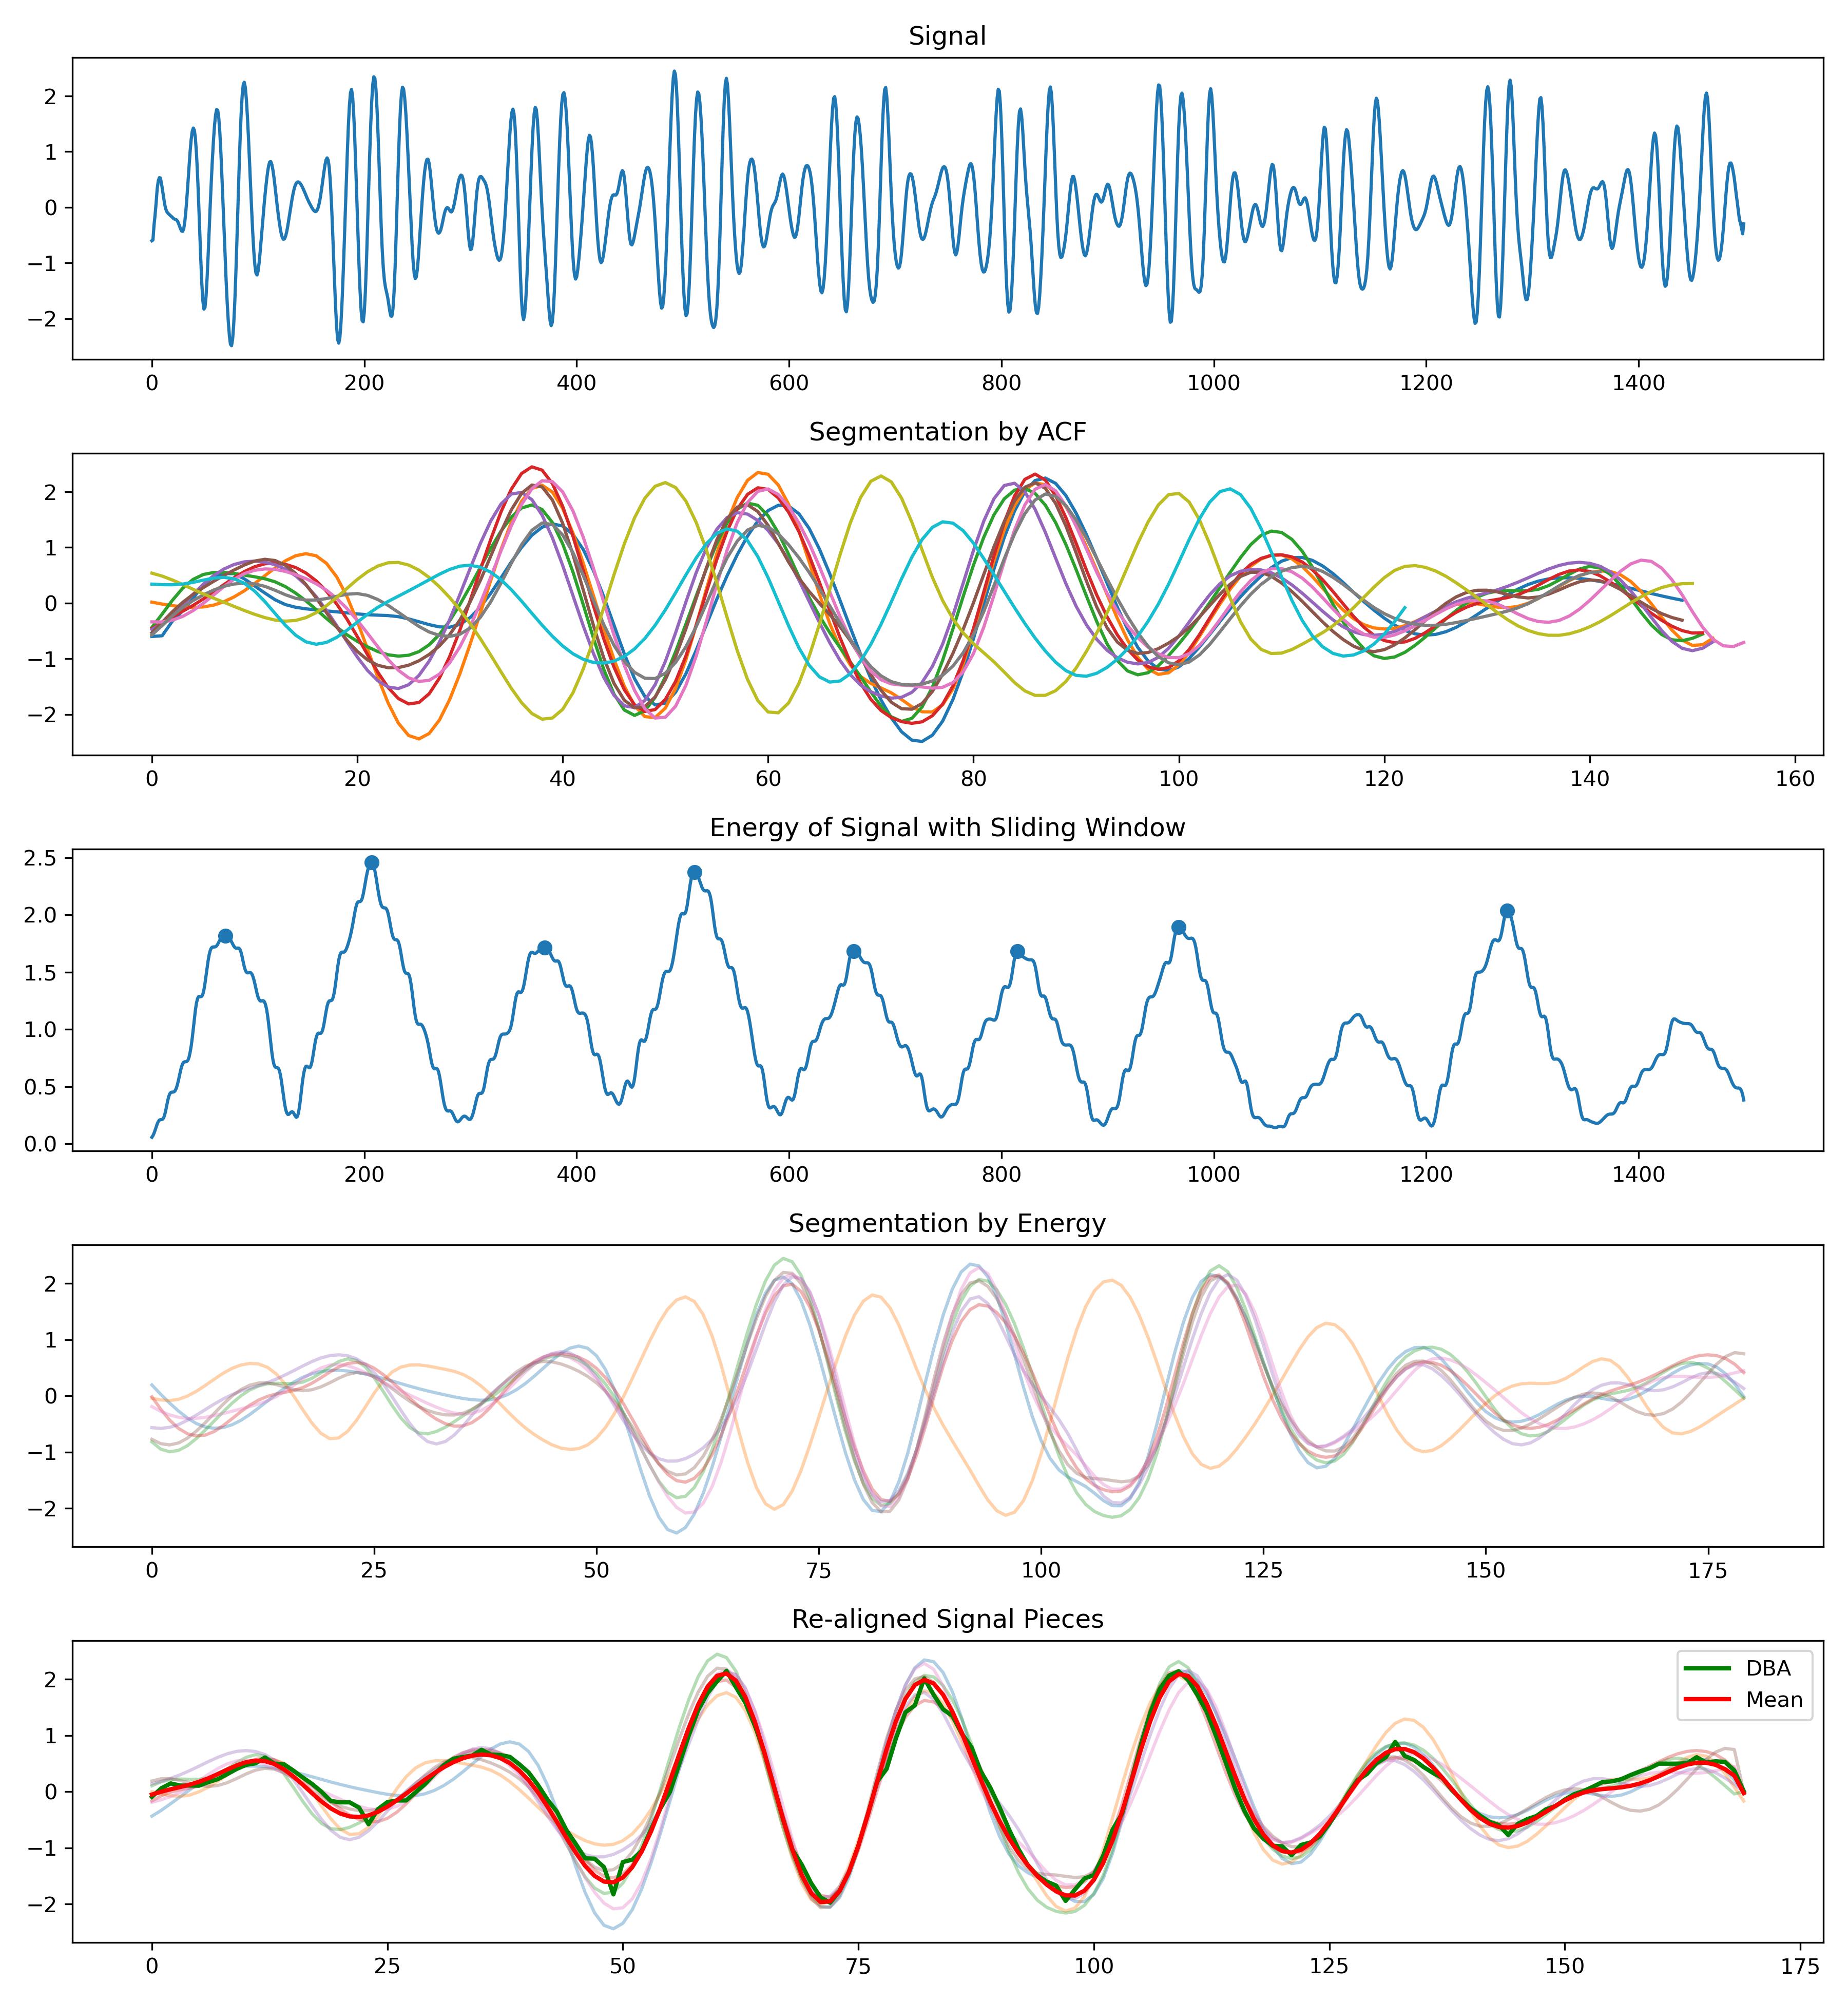 Signal
2
1
0
−1
−2
0 200 400 600 800 1000 1200 1400
Segmentation by ACF
2
1
0
−1
−2
0 20 40 60 80 100 120 140 160
Energy of Signal with Sliding Window
2.5
2.0
1.5
1.0
0.5
0.0
0 200 400 600 800 1000 1200 1400
Segmentation by Energy
2
1
0
−1
−2
0 25 50 75 100 125 150 175
Re-aligned Signal Pieces
DBA
Mean
2
1
0
−1
−2
0 25 50 75 100 125 150 175